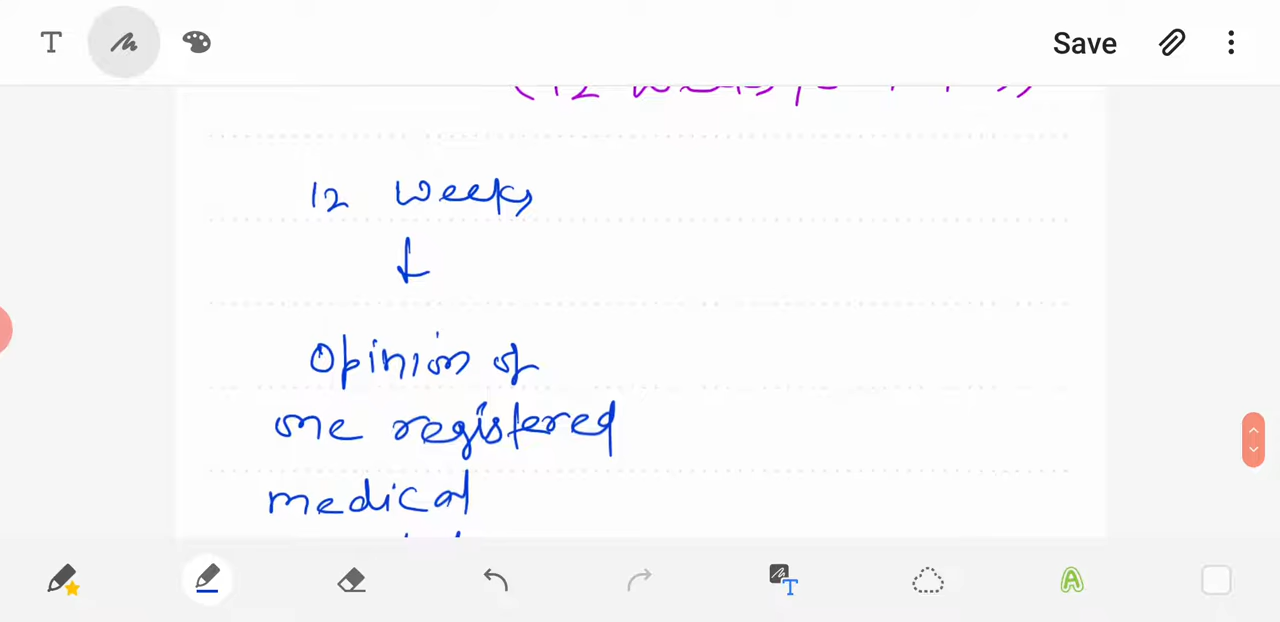 Save
12 weeks
Opinion of
one registered
medical